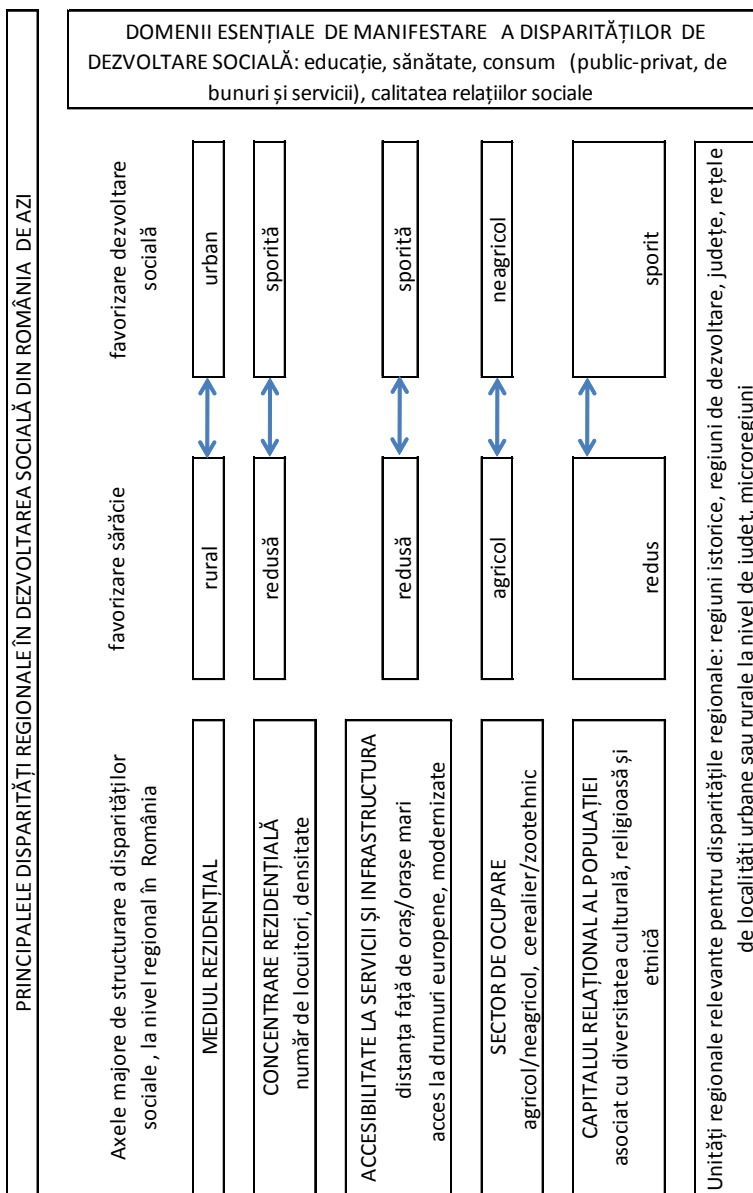 PRINCIPALELE DISPARITĂȚI REGIONALE ÎN DEZVOLTAREA SOCIALĂ DIN ROMÂNIA DE AZI
DOMENII ESENȚIALE DE MANIFESTARE A DISPARITĂȚILOR DE
DEZVOLTARE SOCIALĂ: educație, sănătate, consum (public-privat, de
bunuri și servicii), calitatea relațiilor sociale
Axele majore de structurare a disparităților
sociale , la nivel regional în România
favorizare sărăcie
favorizare dezvoltare
socială
MEDIUL REZIDENȚIAL
rural
urban
CONCENTRARE REZIDENȚIALĂ
număr de locuitori, densitate
redusă
sporită
ACCESIBILITATE LA SERVICII ȘI INFRASTRUCTURA
distanța față de oraș/orașe mari
acces la drumuri europene, modernizate
redusă
sporită
SECTOR DE OCUPARE
agricol/neagricol, cerealier/zootehnic
agricol
neagricol
CAPITALUL RELAȚIONAL AL POPULAȚIEI
asociat cu diversitatea culturală, religioasă și
etnică
redus
sporit
Unități regionale relevante pentru disparitățile regionale: regiuni istorice, regiuni de dezvoltare, județe, rețele
de localități urbane sau rurale la nivel de județ, microregiuni